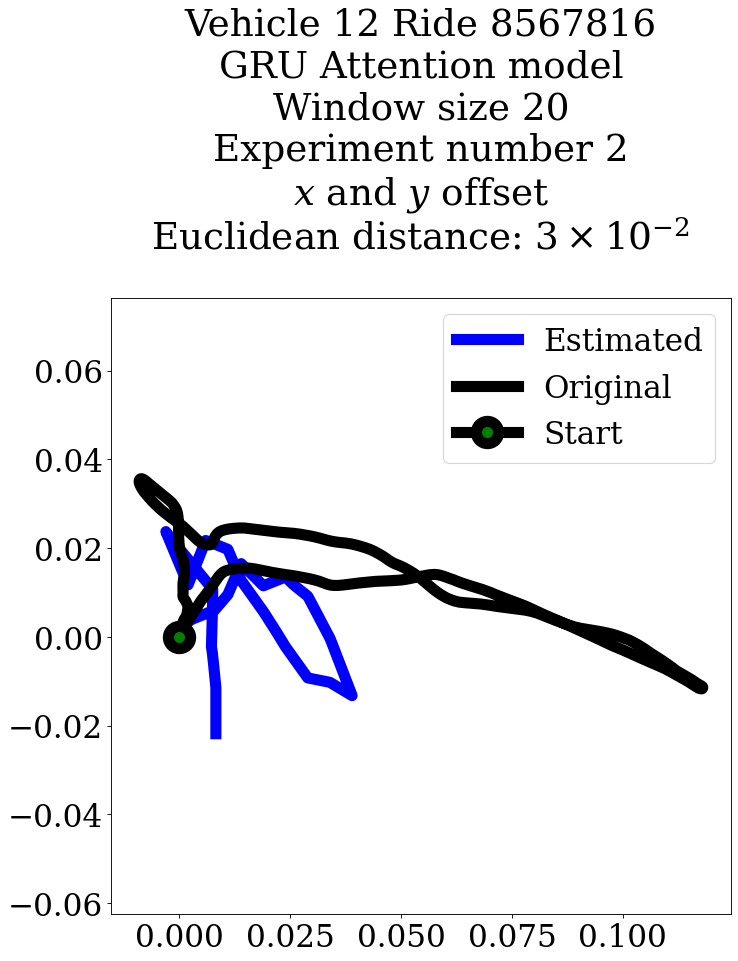 Vehicle 12 Ride 8567816
GRU Attention model
Window size 20
Experiment number 2
x and y offset
Euclidean distance: 3 × 10⁻²
Estimated
Original
Start
0.06
0.04
0.02
0.00
−0.02
−0.04
−0.06
0.000 0.025 0.050 0.075 0.100